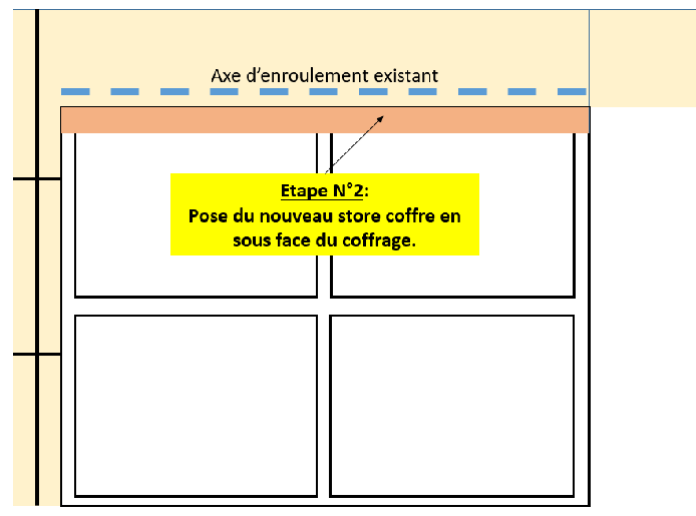 Axe d'enroulement existant
Etape N°2:
Pose du nouveau store coffre en
sous face du coffrage.